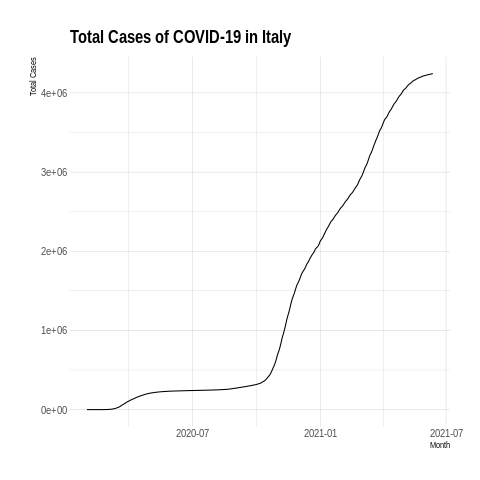 Total Cases of COVID-19 in Italy
Total Cases
4e+06
3e+06
2e+06
1e+06
0e+00
2020-07
2021-01
2021-07
Month